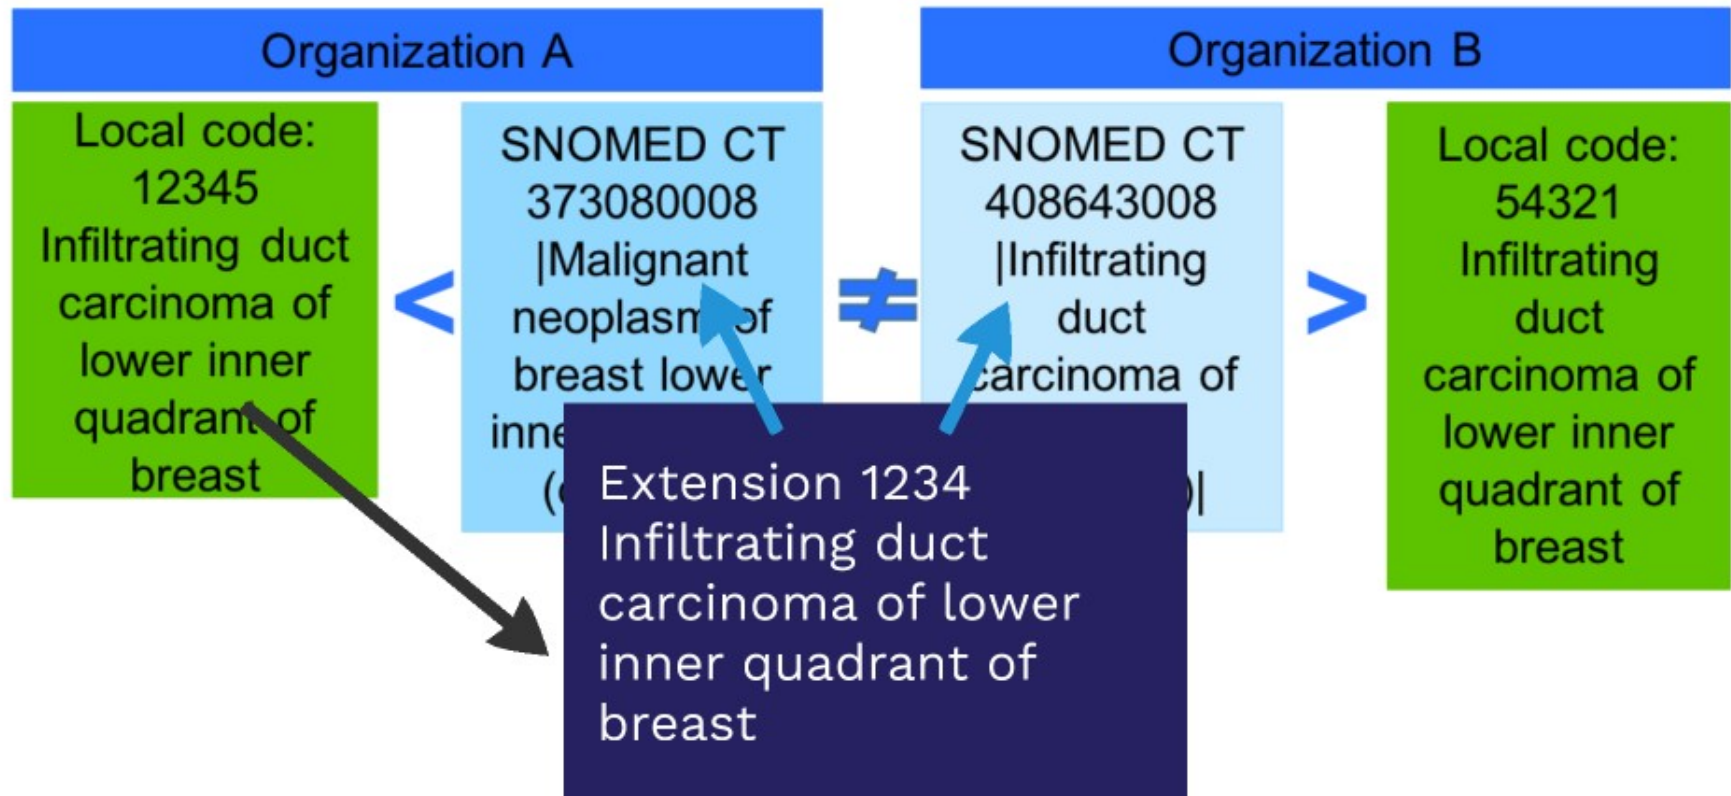 Organization A
Organization B
Local code:
12345
Infiltrating duct
carcinoma of
lower inner
quadrant of
breast
<
SNOMED CT
373080008
|Malignant
neoplasm of
breast lower
≠
SNOMED CT
408643008
|Infiltrating
duct
carcinoma of
)|
>
Local code:
54321
Infiltrating
duct
carcinoma of
lower inner
quadrant of
breast
Extension 1234
Infiltrating duct
carcinoma of lower
inner quadrant of
breast